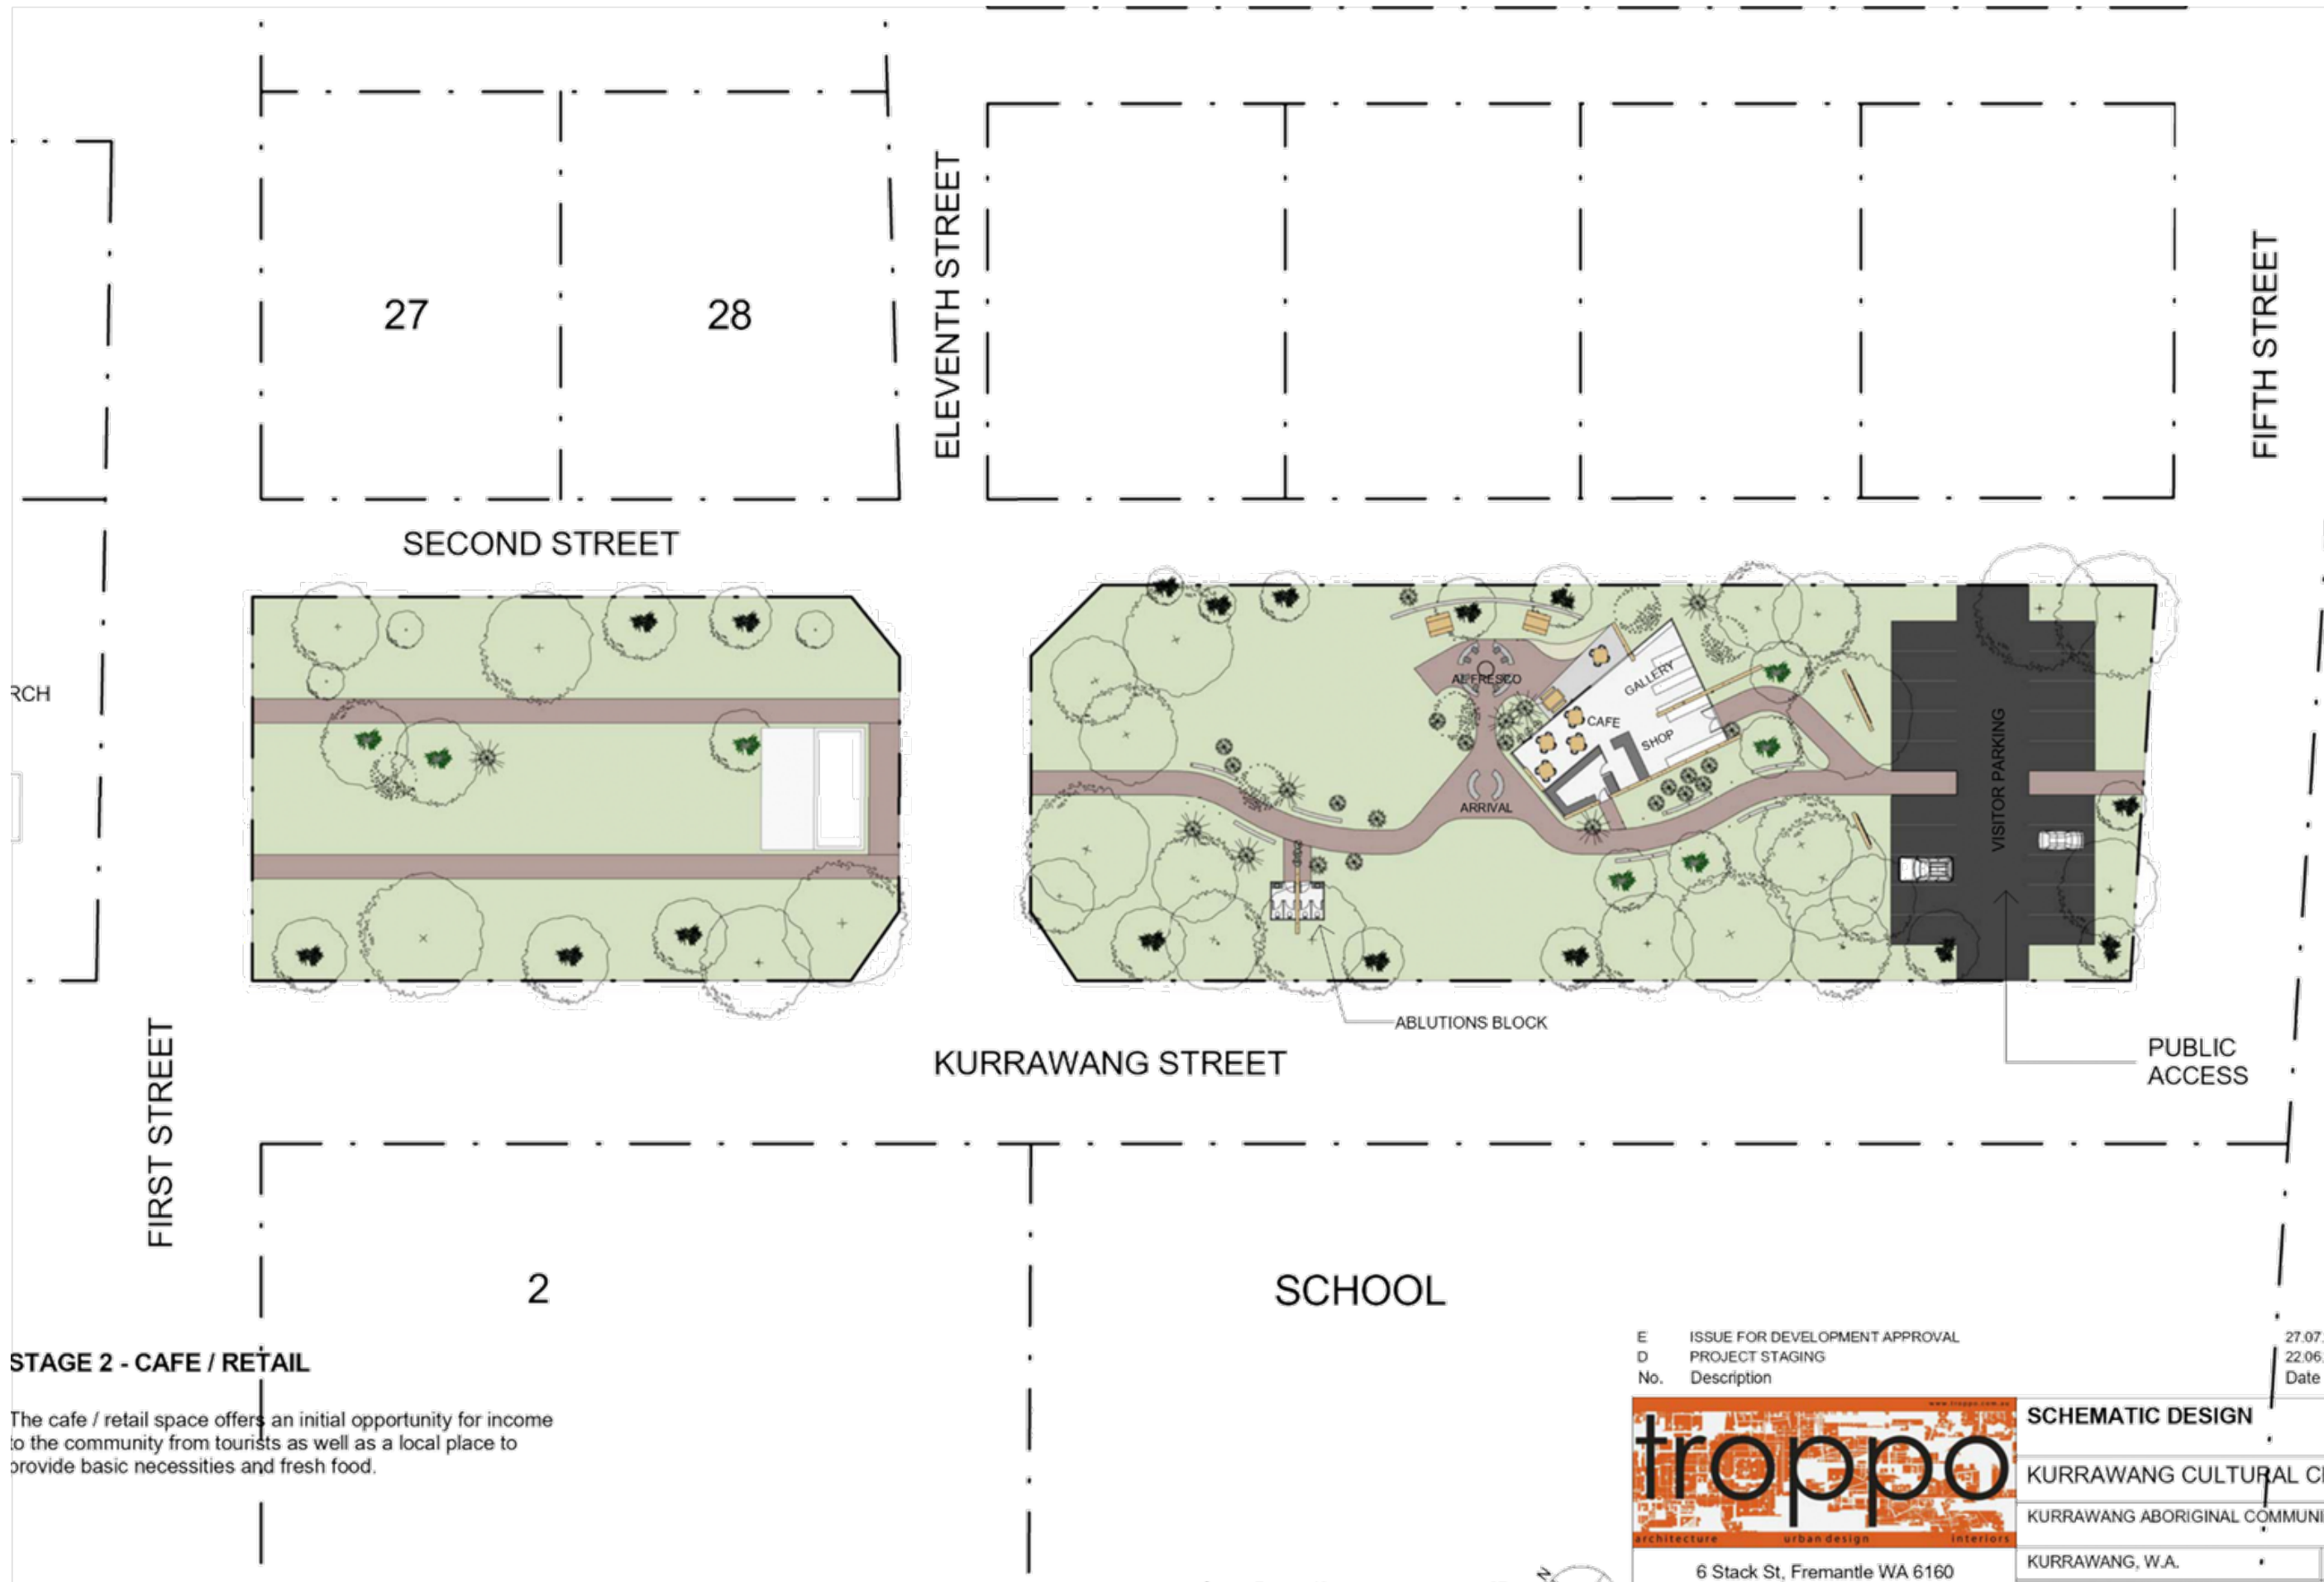 27
28
ELEVENTH STREET
FIFTH STREET
SECOND STREET
RCH
GALLERY
ALFRESCO
CAFE
SHOP
VISITOR PARKING
ARRIVAL
ABLUTIONS BLOCK
KURRAWANG STREET
PUBLIC
ACCESS
FIRST STREET
2
SCHOOL
STAGE 2 - CAFE / RETAIL
The cafe / retail space offers an initial opportunity for income
to the community from tourists as well as a local place to
provide basic necessities and fresh food.
E ISSUE FOR DEVELOPMENT APPROVAL 27.07.
D PROJECT STAGING 22.06.
No. Description Date
www.troppo.com.au
troppo
architecture urban design interiors
6 Stack St, Fremantle WA 6160
SCHEMATIC DESIGN
KURRAWANG CULTURAL C
KURRAWANG ABORIGINAL COMMUNI
KURRAWANG, W.A.
N